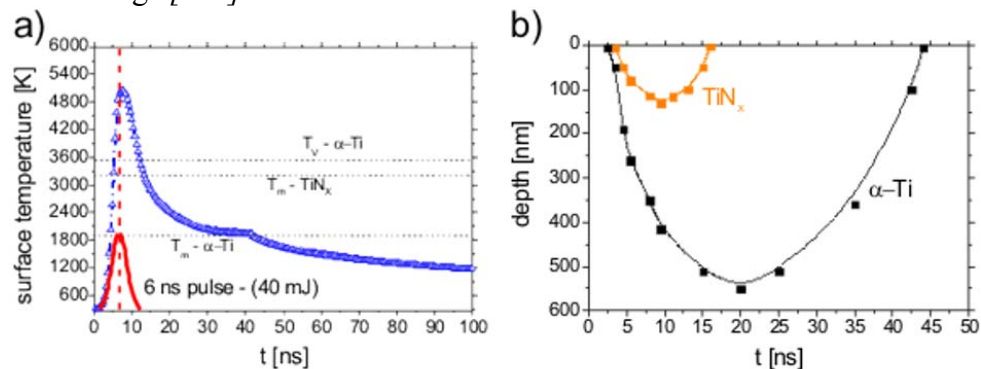 a)
6000
5400
4800
4200
3600
3000
2400
1800
1200
600
surface temperature [K]
T_V - α–Ti
T_m - TiN_X
T_m - α–Ti
6 ns pulse - (40 mJ)
0 10 20 30 40 50 60 70 80 90 100
t [ns]
b)
0
100
200
300
400
500
600
depth [nm]
TiN_x
α–Ti
0 5 10 15 20 25 30 35 40 45 50
t [ns]